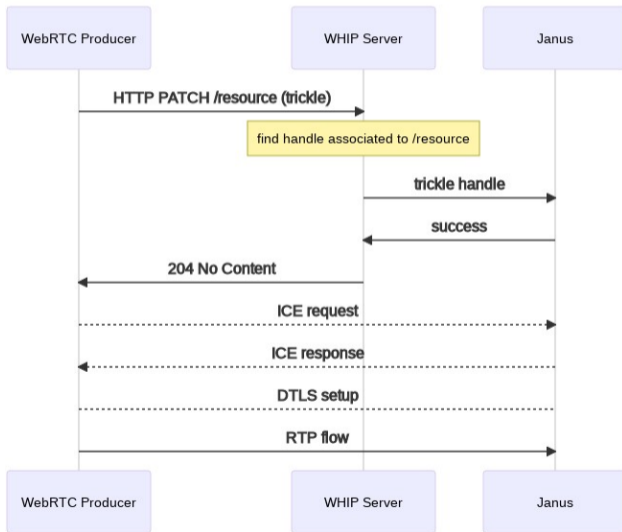 WebRTC Producer
WHIP Server
Janus
HTTP PATCH /resource (trickle)
find handle associated to /resource
trickle handle
success
204 No Content
ICE request
ICE response
DTLS setup
RTP flow
WebRTC Producer
WHIP Server
Janus